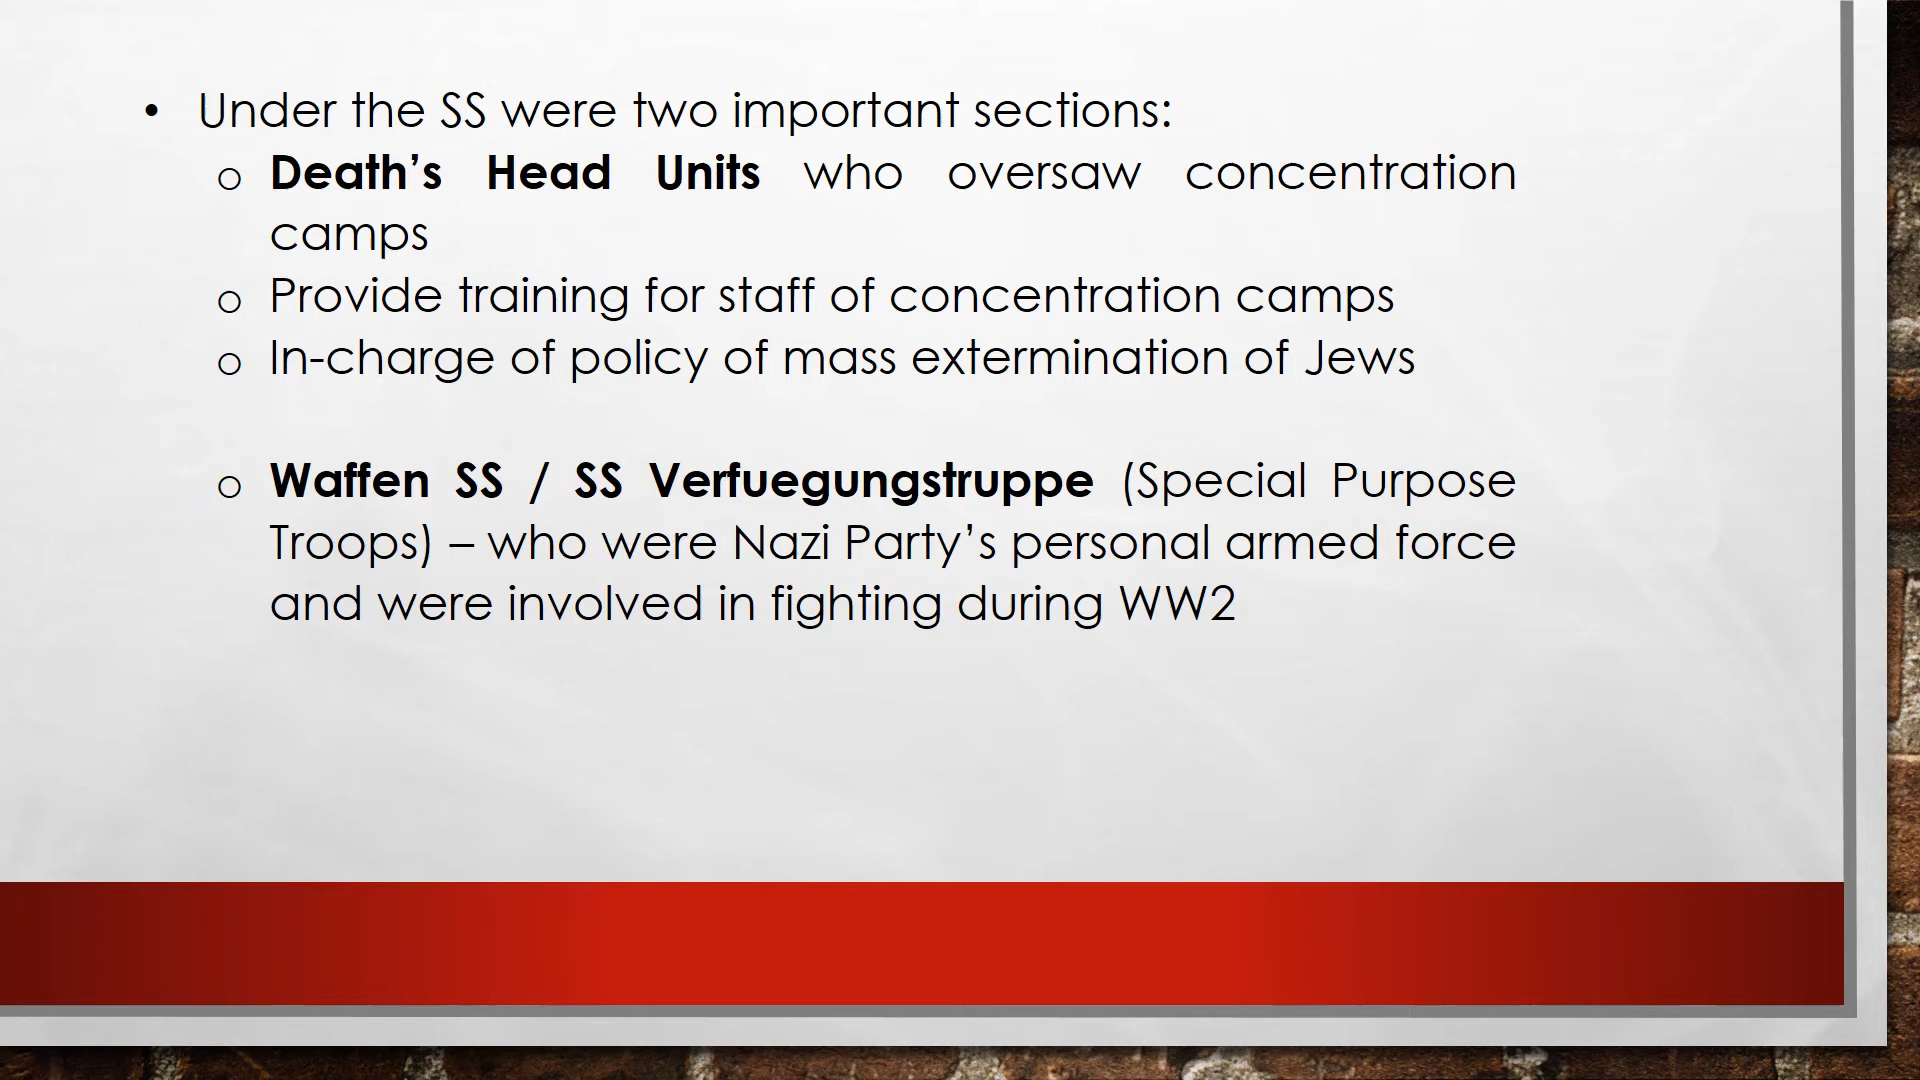 • Under the SS were two important sections:
o Death’s Head Units who oversaw concentration
camps
o Provide training for staff of concentration camps
o In-charge of policy of mass extermination of Jews
o Waffen SS / SS Verfuegungstruppe (Special Purpose
Troops) – who were Nazi Party’s personal armed force
and were involved in fighting during WW2